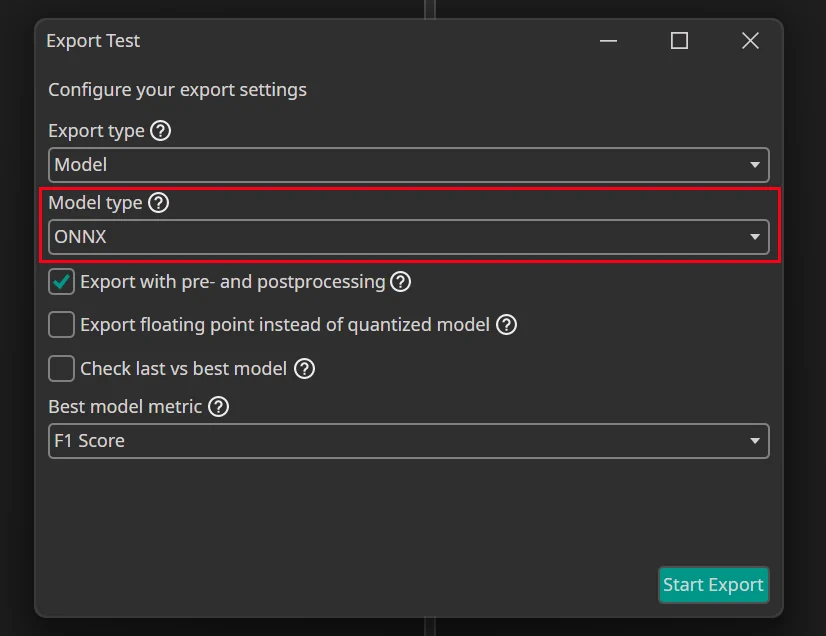 Export Test
Configure your export settings
Export type ?
Model
Model type ?
ONNX
Export with pre- and postprocessing ?
Export floating point instead of quantized model ?
Check last vs best model ?
Best model metric ?
F1 Score
Start Export